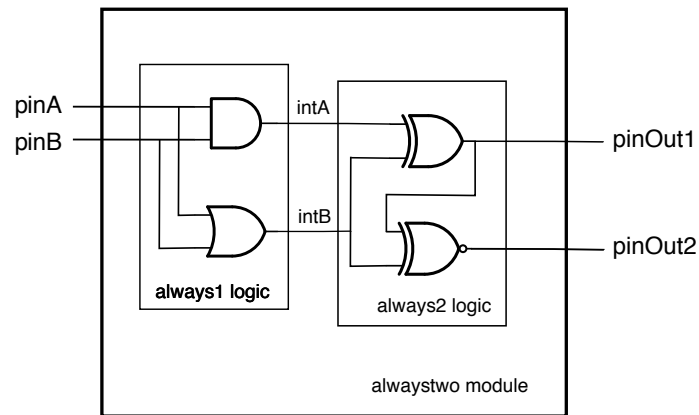 pinA
pinB
intA
intB
always1 logic
always2 logic
pinOut1
pinOut2
alwaystwo module